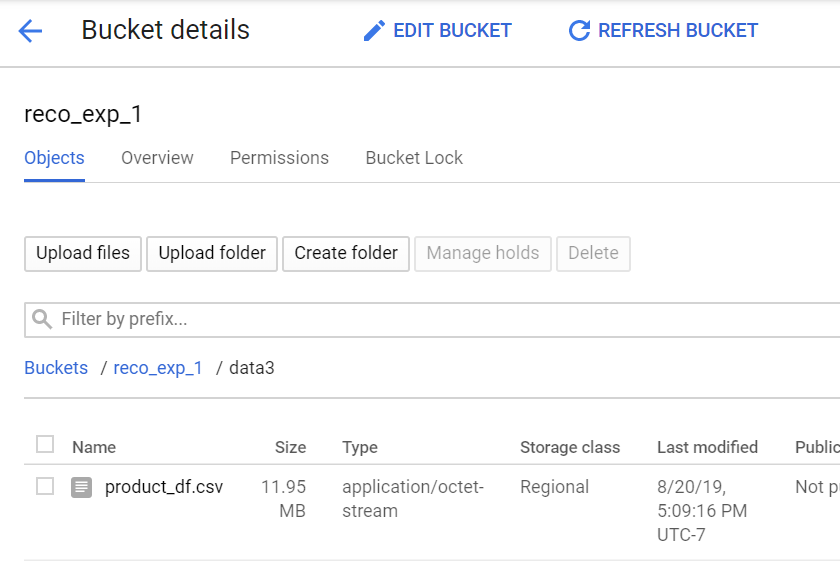 Bucket details EDIT BUCKET REFRESH BUCKET
reco_exp_1
Objects Overview Permissions Bucket Lock
Upload files Upload folder Create folder Manage holds Delete
Filter by prefix...
Buckets / reco_exp_1 / data3
Name Size Type Storage class Last modified Public
product_df.csv 11.95 application/octet- Regional 8/20/19, Not p
MB stream 5:09:16 PM
UTC-7